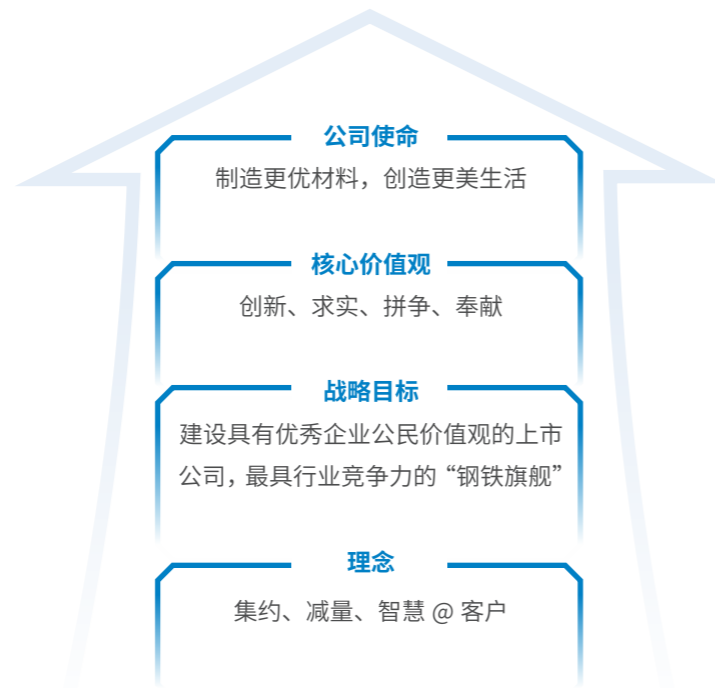 公司使命
制造更优材料，创造更美生活
核心价值观
创新、求实、拼争、奉献
战略目标
建设具有优秀企业公民价值观的上市
公司，最具行业竞争力的“钢铁旗舰”
理念
集约、减量、智慧 @ 客户